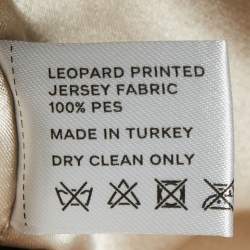 LEOPARD PRINTED
JERSEY FABRIC
100% PES
MADE IN TURKEY
DRY CLEAN ONLY